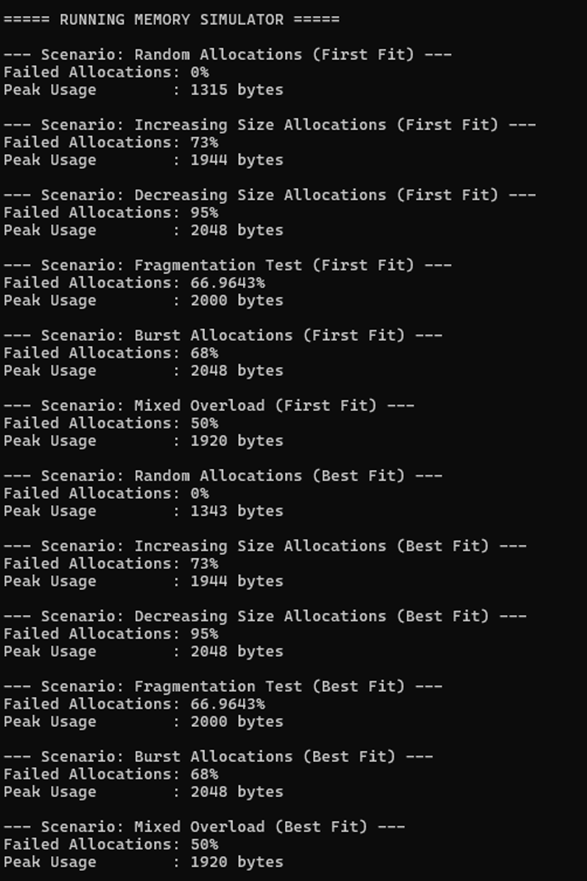 ===== RUNNING MEMORY SIMULATOR =====
--- Scenario: Random Allocations (First Fit) ---
Failed Allocations: 0%
Peak Usage        : 1315 bytes
--- Scenario: Increasing Size Allocations (First Fit) ---
Failed Allocations: 73%
Peak Usage        : 1944 bytes
--- Scenario: Decreasing Size Allocations (First Fit) ---
Failed Allocations: 95%
Peak Usage        : 2048 bytes
--- Scenario: Fragmentation Test (First Fit) ---
Failed Allocations: 66.9643%
Peak Usage        : 2000 bytes
--- Scenario: Burst Allocations (First Fit) ---
Failed Allocations: 68%
Peak Usage        : 2048 bytes
--- Scenario: Mixed Overload (First Fit) ---
Failed Allocations: 50%
Peak Usage        : 1920 bytes
--- Scenario: Random Allocations (Best Fit) ---
Failed Allocations: 0%
Peak Usage        : 1343 bytes
--- Scenario: Increasing Size Allocations (Best Fit) ---
Failed Allocations: 73%
Peak Usage        : 1944 bytes
--- Scenario: Decreasing Size Allocations (Best Fit) ---
Failed Allocations: 95%
Peak Usage        : 2048 bytes
--- Scenario: Fragmentation Test (Best Fit) ---
Failed Allocations: 66.9643%
Peak Usage        : 2000 bytes
--- Scenario: Burst Allocations (Best Fit) ---
Failed Allocations: 68%
Peak Usage        : 2048 bytes
--- Scenario: Mixed Overload (Best Fit) ---
Failed Allocations: 50%
Peak Usage        : 1920 bytes